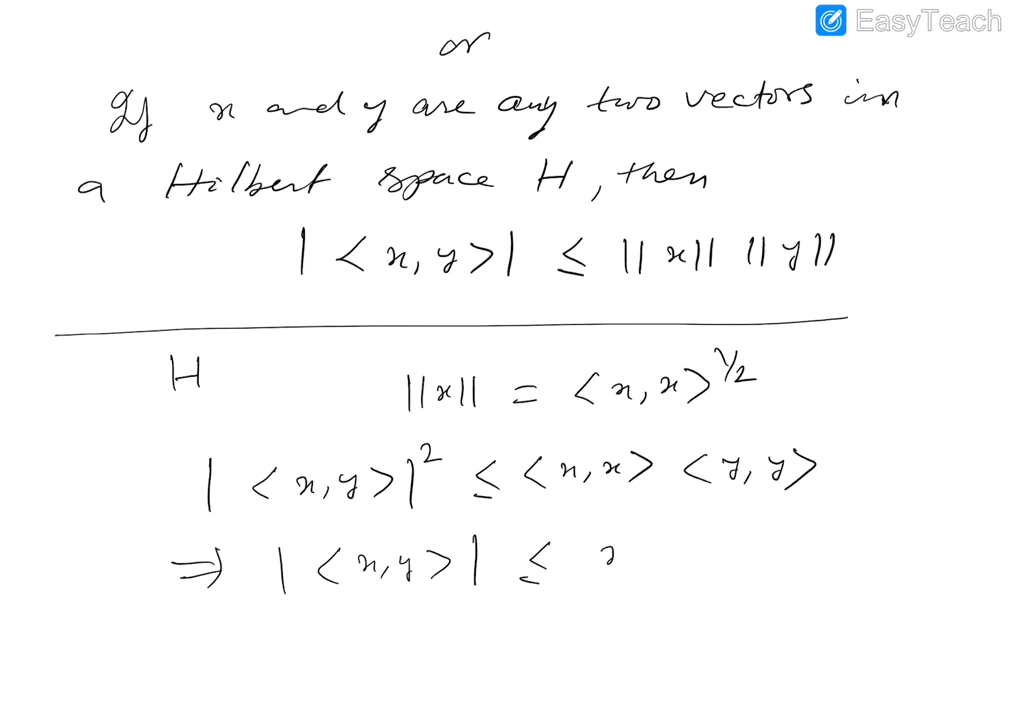 EasyTeach
or
If x and y are any two vectors in
a Hilbert space H, then
|<x,y>| ≤ ||x|| ||y||
H ||x|| = <x,x>^1/2
|<x,y>|² ≤ <x,x> <y,y>
⇒ |<x,y>| ≤